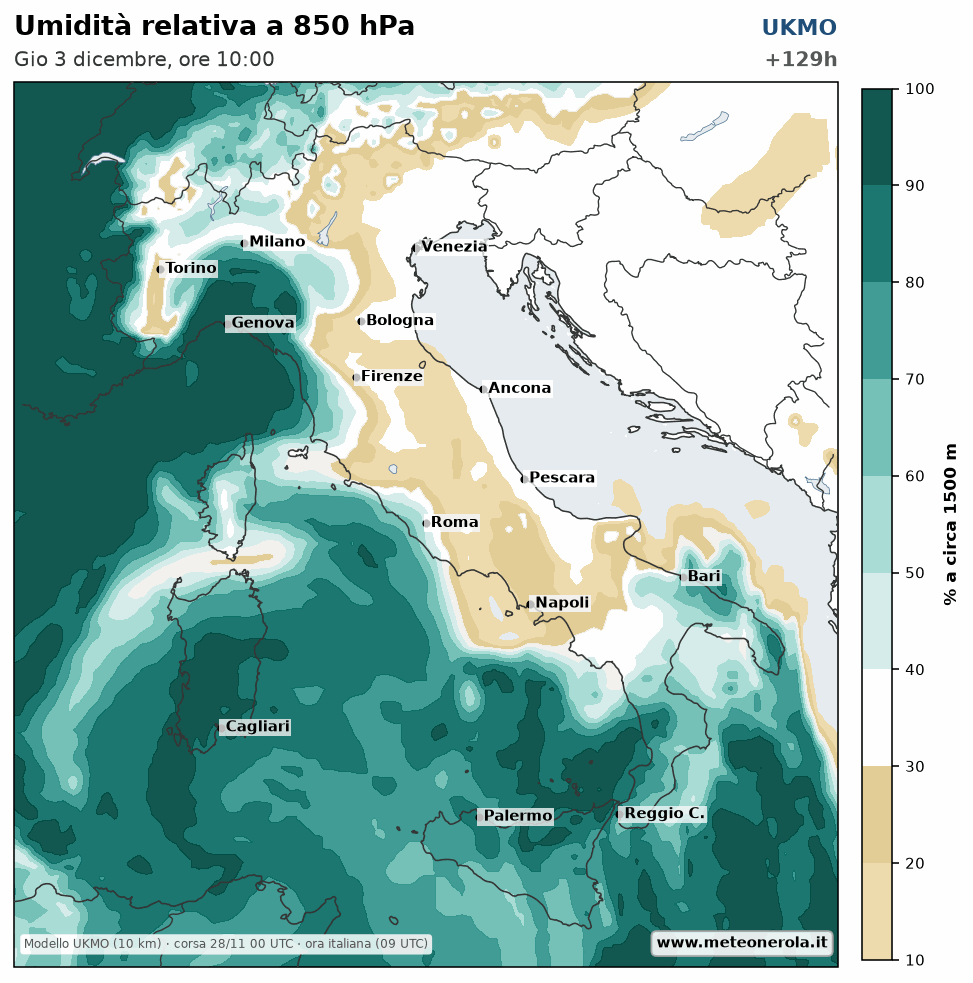 Umidità relativa a 850 hPa
UKMO
Gio 3 dicembre, ore 10:00
+129h
100
90
80
70
60
50
40
30
20
10
% a circa 1500 m
Milano
Venezia
Torino
Genova
Bologna
Firenze
Ancona
Pescara
Roma
Bari
Napoli
Cagliari
Palermo
Reggio C.
Modello UKMO (10 km) · corsa 28/11 00 UTC · ora italiana (09 UTC)
www.meteonerola.it